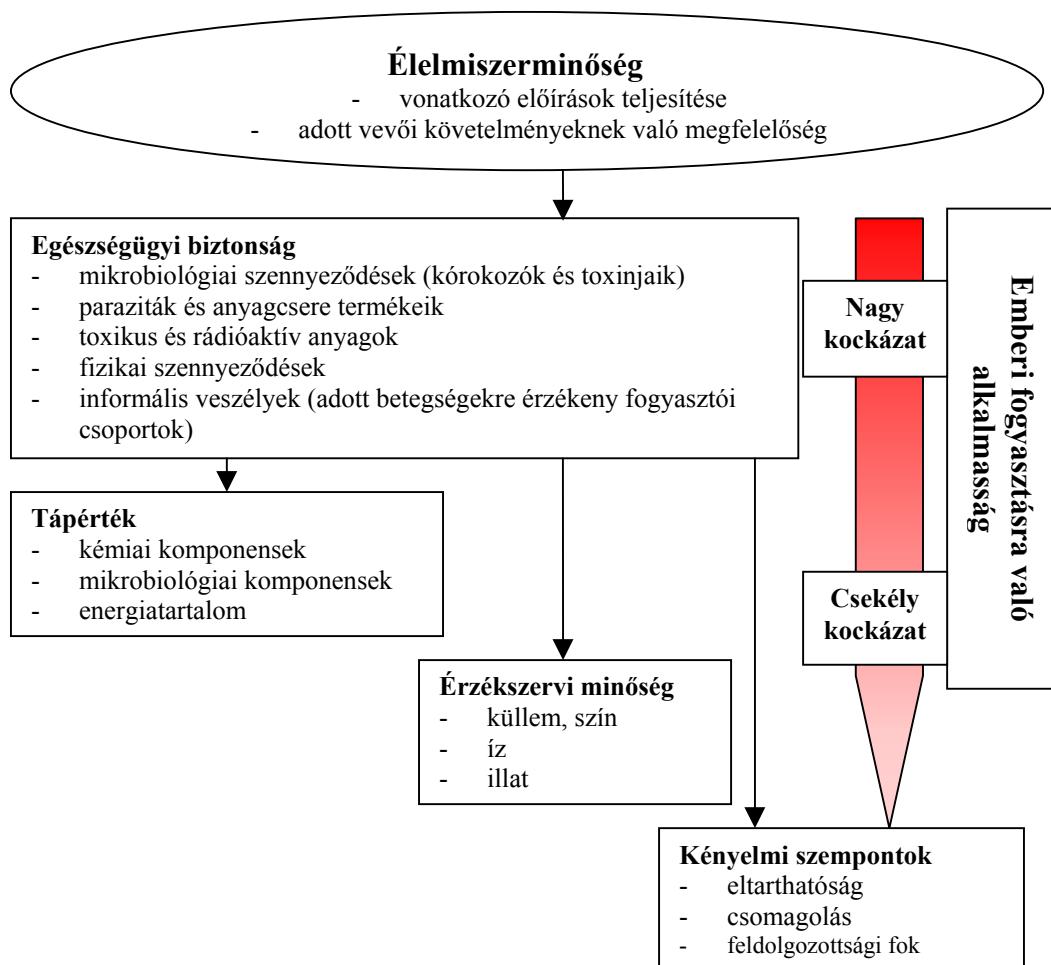 Élelmiszerminőség
- vonatkozó előírások teljesítése
- adott vevői követelményeknek való megfelelőség
Egészségügyi biztonság
- mikrobiológiai szennyeződések (kórokozók és toxinjaik)
- paraziták és anyagcsere termékeik
- toxikus és rádióaktív anyagok
- fizikai szennyeződések
- informális veszélyek (adott betegségekre érzékeny fogyasztói
csoportok)
Nagy
kockázat
Emberi fogyasztásra való
alkalmasság
Tápérték
- kémiai komponensek
- mikrobiológiai komponensek
- energiatartalom
Csekély
kockázat
Érzékszervi minőség
- küllem, szín
- íz
- illat
Kényelmi szempontok
- eltarthatóság
- csomagolás
- feldolgozottsági fok